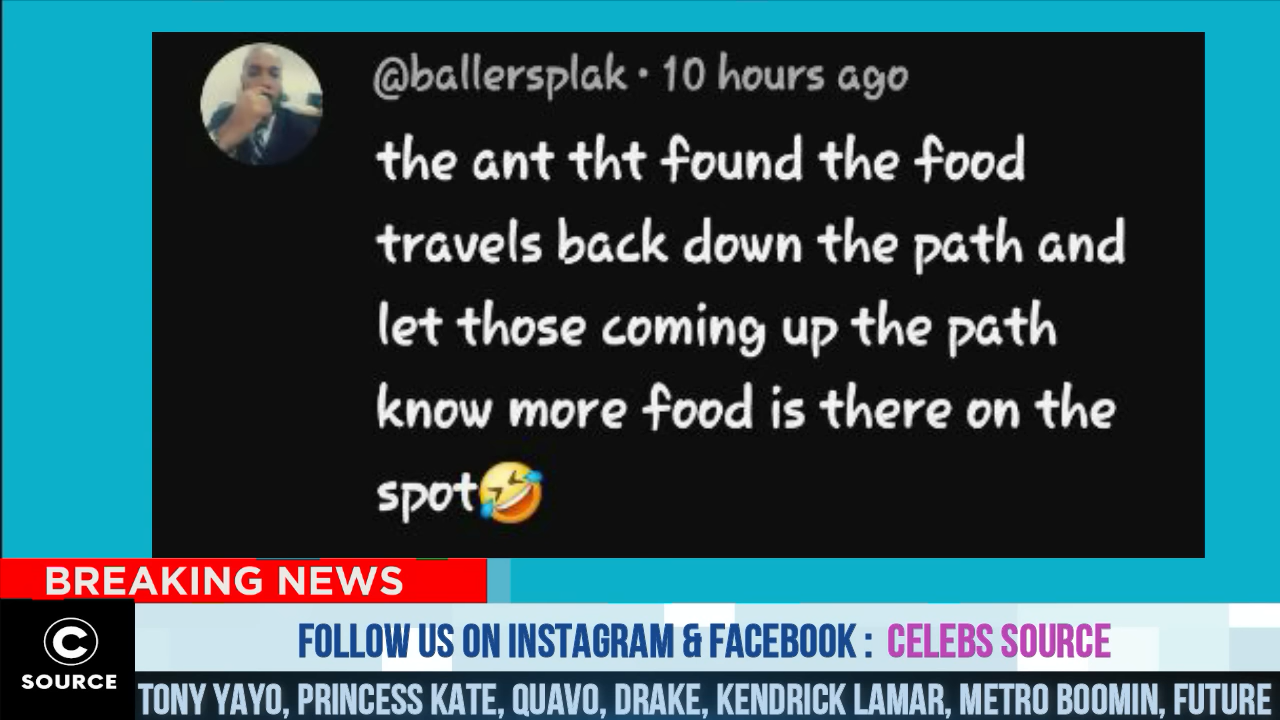 @ballersplak · 10 hours ago
the ant tht found the food
travels back down the path and
let those coming up the path
know more food is there on the
spot🤣
BREAKING NEWS
C
SOURCE
FOLLOW US ON INSTAGRAM & FACEBOOK : CELEBS SOURCE
TONY YAYO, PRINCESS KATE, QUAVO, DRAKE, KENDRICK LAMAR, METRO BOOMIN, FUTURE